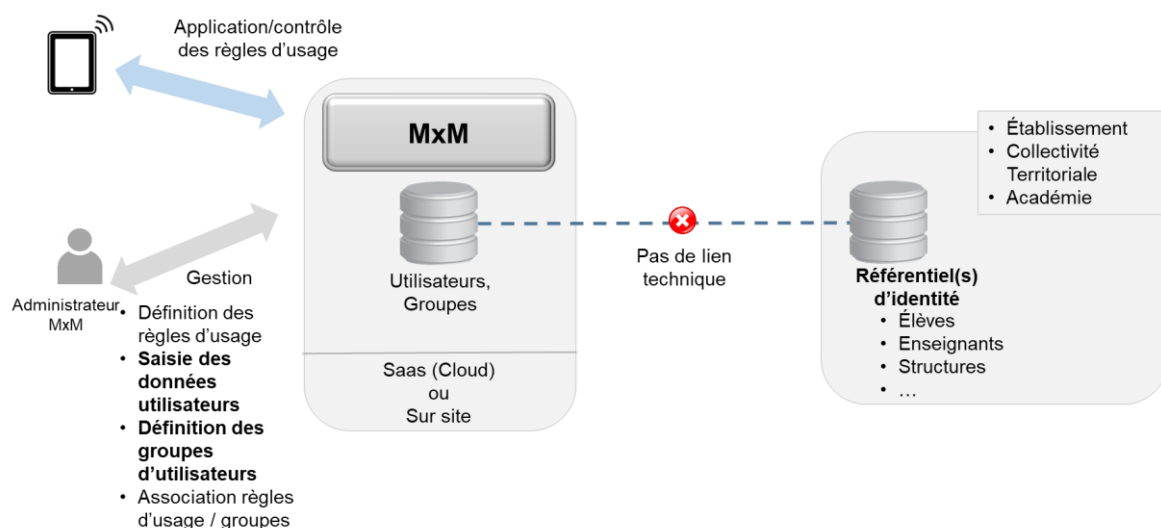 Application/contrôle
des règles d'usage
MxM
Utilisateurs,
Groupes
Saas (Cloud)
ou
Sur site
Administrateur
MxM
Gestion
• Définition des
règles d'usage
• Saisie des
données
utilisateurs
• Définition des
groupes
d'utilisateurs
• Association règles
d'usage / groupes
Pas de lien
technique
• Établissement
• Collectivité
Territoriale
• Académie
Référentiel(s)
d'identité
• Élèves
• Enseignants
• Structures
• …